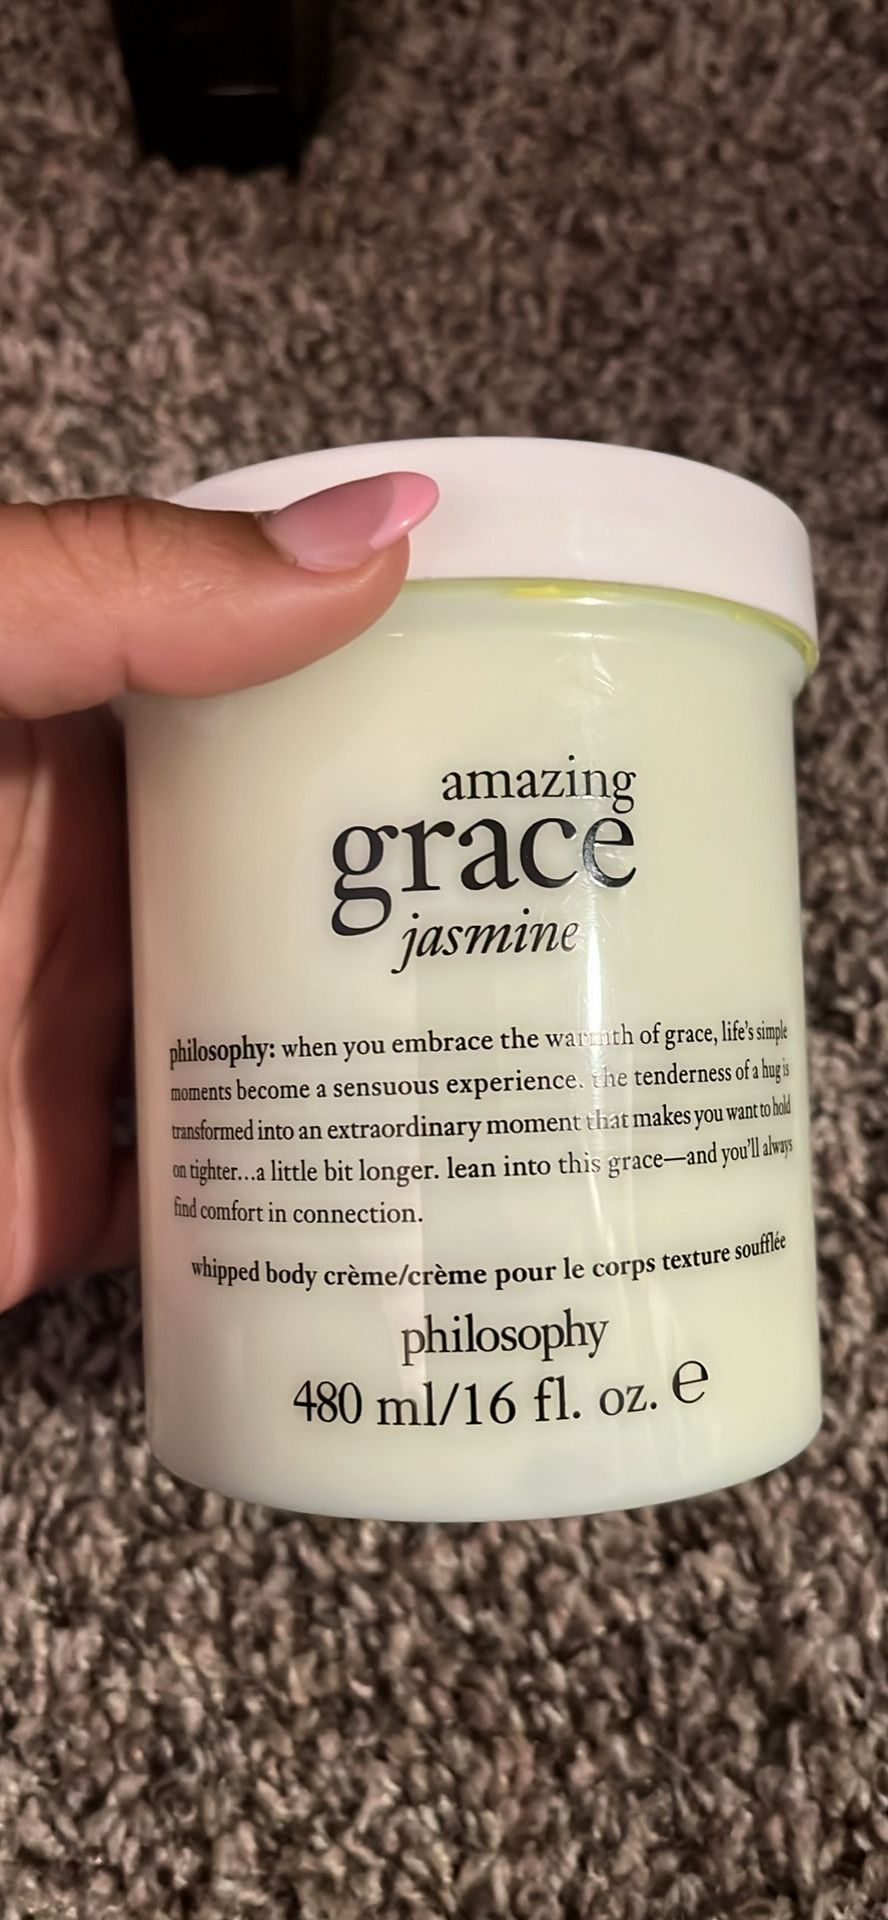 amazing
grace
jasmine
philosophy: when you embrace the warmth of grace, life's simple
moments become a sensuous experience. the tenderness of a hug is
transformed into an extraordinary moment that makes you want to hold
on tighter...a little bit longer. lean into this grace—and you'll always
find comfort in connection.
whipped body crème/crème pour le corps texture soufflée
philosophy
480 ml/16 fl. oz. ℮